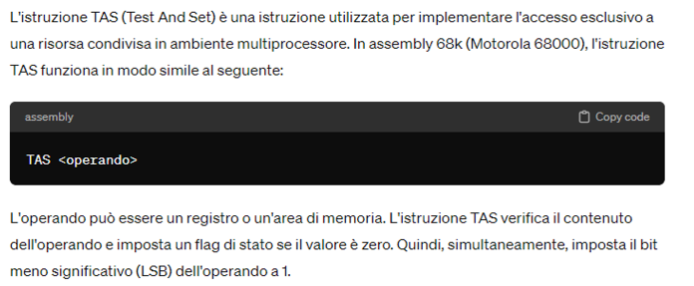 L'istruzione TAS (Test And Set) è una istruzione utilizzata per implementare l'accesso esclusivo a
una risorsa condivisa in ambiente multiprocessore. In assembly 68k (Motorola 68000), l'istruzione
TAS funziona in modo simile al seguente:
assembly Copy code
TAS <operando>
L'operando può essere un registro o un'area di memoria. L'istruzione TAS verifica il contenuto
dell'operando e imposta un flag di stato se il valore è zero. Quindi, simultaneamente, imposta il bit
meno significativo (LSB) dell'operando a 1.